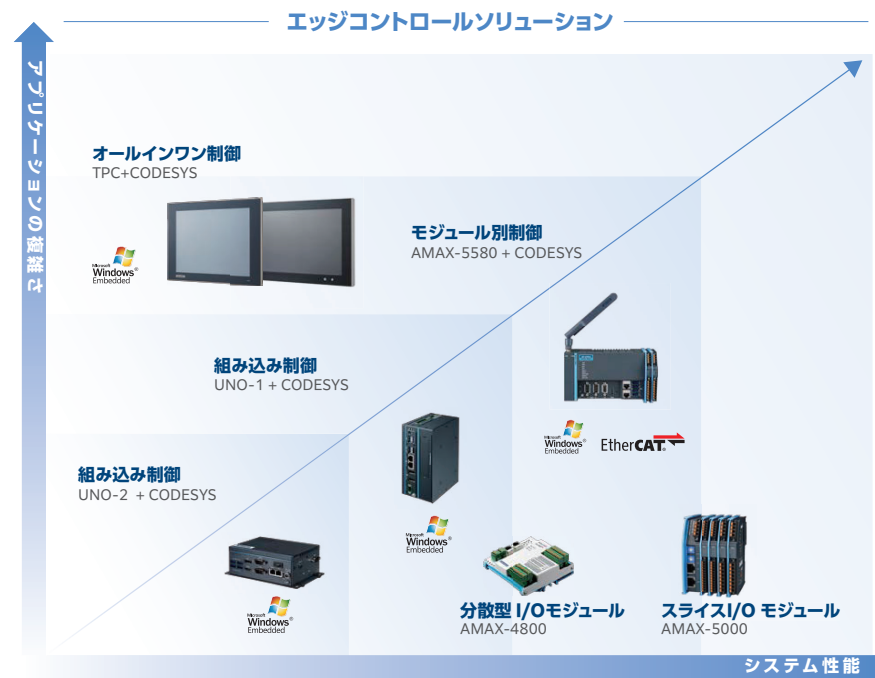 エッジコントロールソリューション
アプリケーションの複雑さ
オールインワン制御
TPC+CODESYS
Microsoft
Windows®
Embedded
モジュール別制御
AMAX-5580 + CODESYS
組み込み制御
UNO-1 + CODESYS
Microsoft
Windows®
Embedded
EtherCAT®
組み込み制御
UNO-2 + CODESYS
Microsoft
Windows®
Embedded
Microsoft
Windows®
Embedded
分散型 I/Oモジュール
AMAX-4800
スライスI/O モジュール
AMAX-5000
システム性能